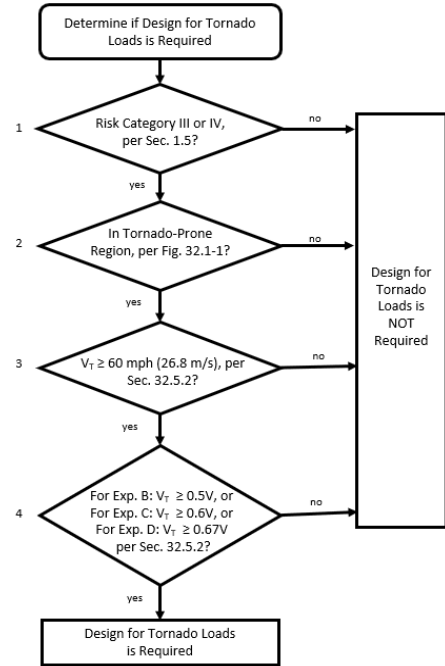 Determine if Design for Tornado
Loads is Required
1
Risk Category III or IV,
per Sec. 1.5?
no
yes
2
In Tornado-Prone
Region, per Fig. 32.1-1?
no
yes
Design for
Tornado
Loads is
NOT
Required
3
V_T ≥ 60 mph (26.8 m/s), per
Sec. 32.5.2?
no
yes
4
For Exp. B: V_T ≥ 0.5V, or
For Exp. C: V_T ≥ 0.6V, or
For Exp. D: V_T ≥ 0.67V
per Sec. 32.5.2?
no
yes
Design for Tornado Loads
is Required